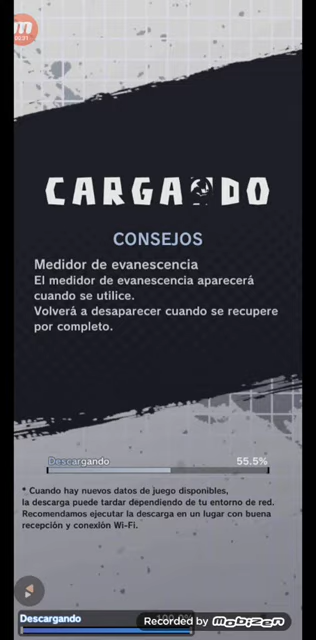 00:21
CARGANDO
CONSEJOS
Medidor de evanescencia
El medidor de evanescencia aparecerá
cuando se utilice.
Volverá a desaparecer cuando se recupere
por completo.
Descargando 55.5%
* Cuando hay nuevos datos de juego disponibles,
la descarga puede tardar dependiendo de tu entorno de red.
Recomendamos ejecutar la descarga en un lugar con buena
recepción y conexión Wi-Fi.
Descargando
Recorded by Mobizen